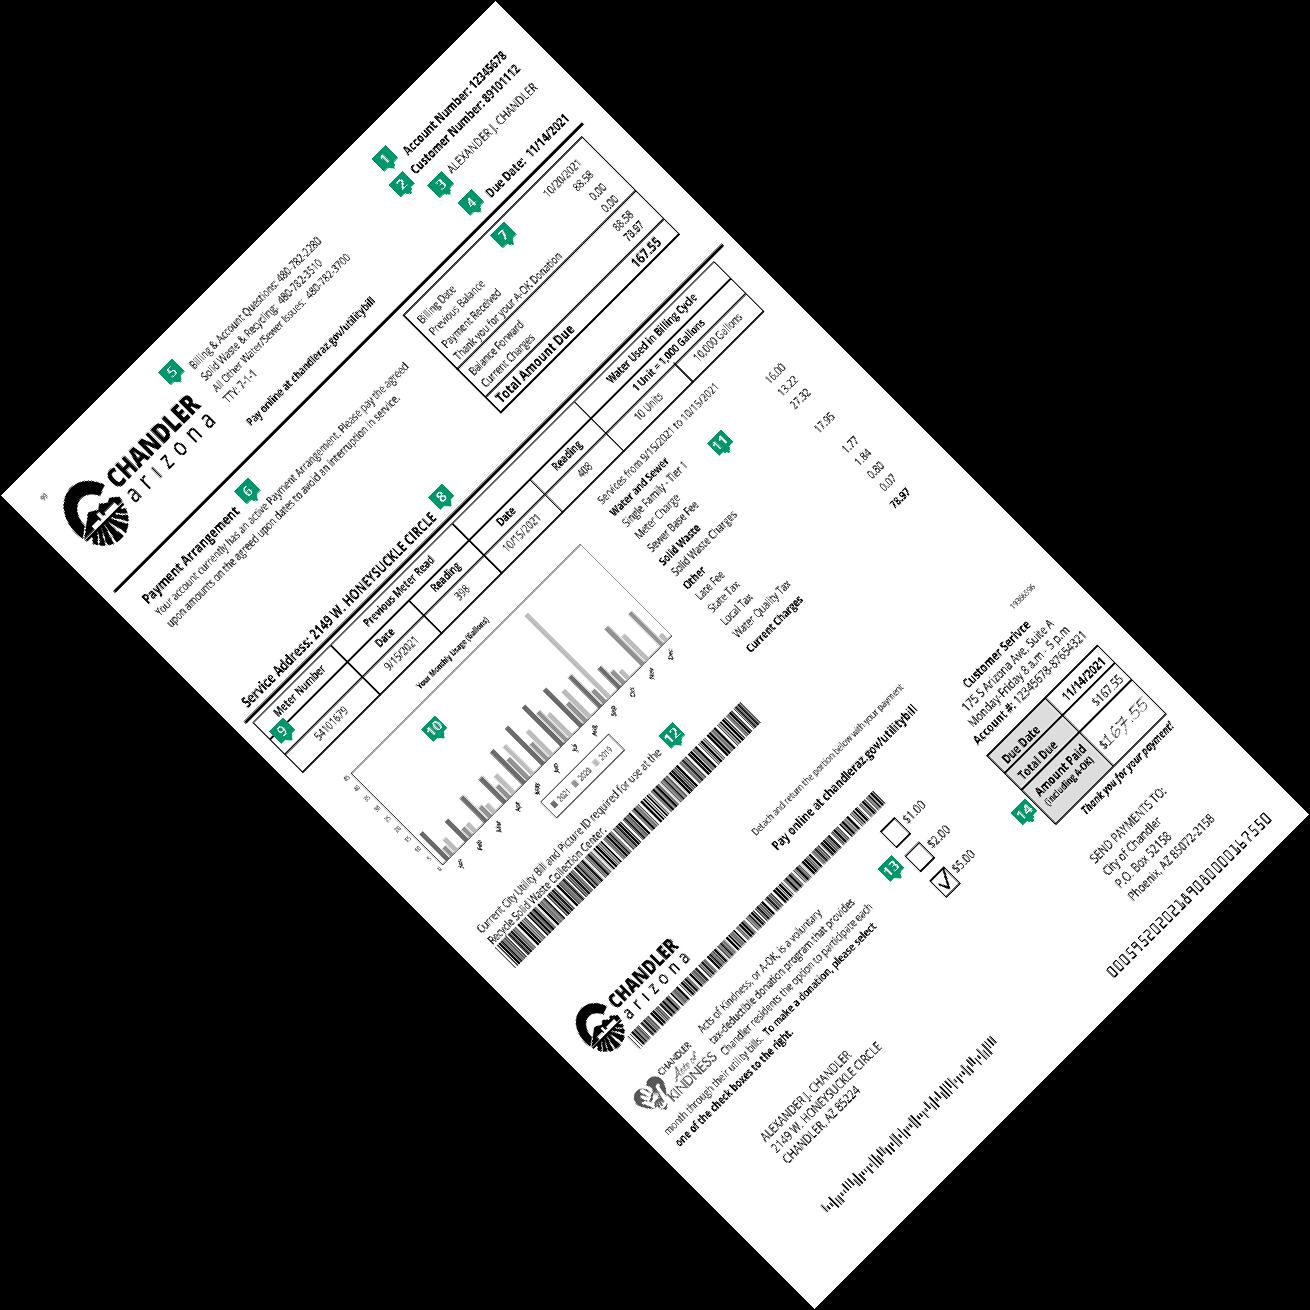 90
CHANDLER
arizona
5
Billing & Account Questions: 480-782-2280
Solid Waste & Recycling: 480-782-3510
All Other Water/Sewer Issues: 480-782-3700
TTY: 7-1-1
Pay online at chandleraz.gov/utilitybill
1
Account Number: 12345678
2
Customer Number: 89101112
3
ALEXANDER J. CHANDLER
4
Due Date: 11/14/2021
Payment Arrangement
6
Your account currently has an active Payment Arrangement. Please pay the agreed
upon amounts on the agreed upon dates to avoid an interruption in service.
7
Billing Date 10/20/2021
Previous Balance 88.58
Payment Received 0.00
Thank you for your A-OK Donation 0.00
Balance Forward 88.58
Current Charges 78.97
Total Amount Due 167.55
Service Address: 2149 W. HONEYSUCKLE CIRCLE
8
Meter Number Previous Meter Read Water Used in Billing Cycle
9
Date Reading Date Reading 1 Unit = 1,000 Gallons
54101679 9/15/2021 398 10/15/2021 408 10 Units 10,000 Gallons
Your Monthly Usage (Gallons)
10
2021 2020 2019
Services from 9/15/2021 to 10/15/2021
11
Water and Sewer
Single Family - Tier 1 16.00
Meter Charge 13.22
Sewer Base Fee 27.32
Solid Waste
Solid Waste Charges 17.95
Other
Late Fee 1.77
State Tax 1.84
Local Tax 0.80
Water Quality Tax 0.07
Current Charges 78.97
Current City Utility Bill and Picture ID required for use at the
Recycle Solid Waste Collection Center.
12
19366096
Detach and return the portion below with your payment
Pay online at chandleraz.gov/utilitybill
CHANDLER
arizona
Customer Serivce
175 S Arizona Ave, Suite A
Monday-Friday 8 a.m - 5 p.m
Account #: 12345678-87654321
Due Date 11/14/2021
Total Due $167.55
Amount Paid
(including A-OK)
$167.55
14
Thank you for your payment!
CHANDLER
Acts of
KINDNESS
Acts of Kindness, or A-OK, is a voluntary
tax-deductible donation program that provides
Chandler residents the option to participate each
month through their utility bills. To make a donation, please select
one of the check boxes to the right.
13
$1.00
$2.00
$5.00
SEND PAYMENTS TO:
City of Chandler
P.O. Box 52158
Phoenix, AZ 85072-2158
ALEXANDER J. CHANDLER
2149 W. HONEYSUCKLE CIRCLE
CHANDLER, AZ 85224